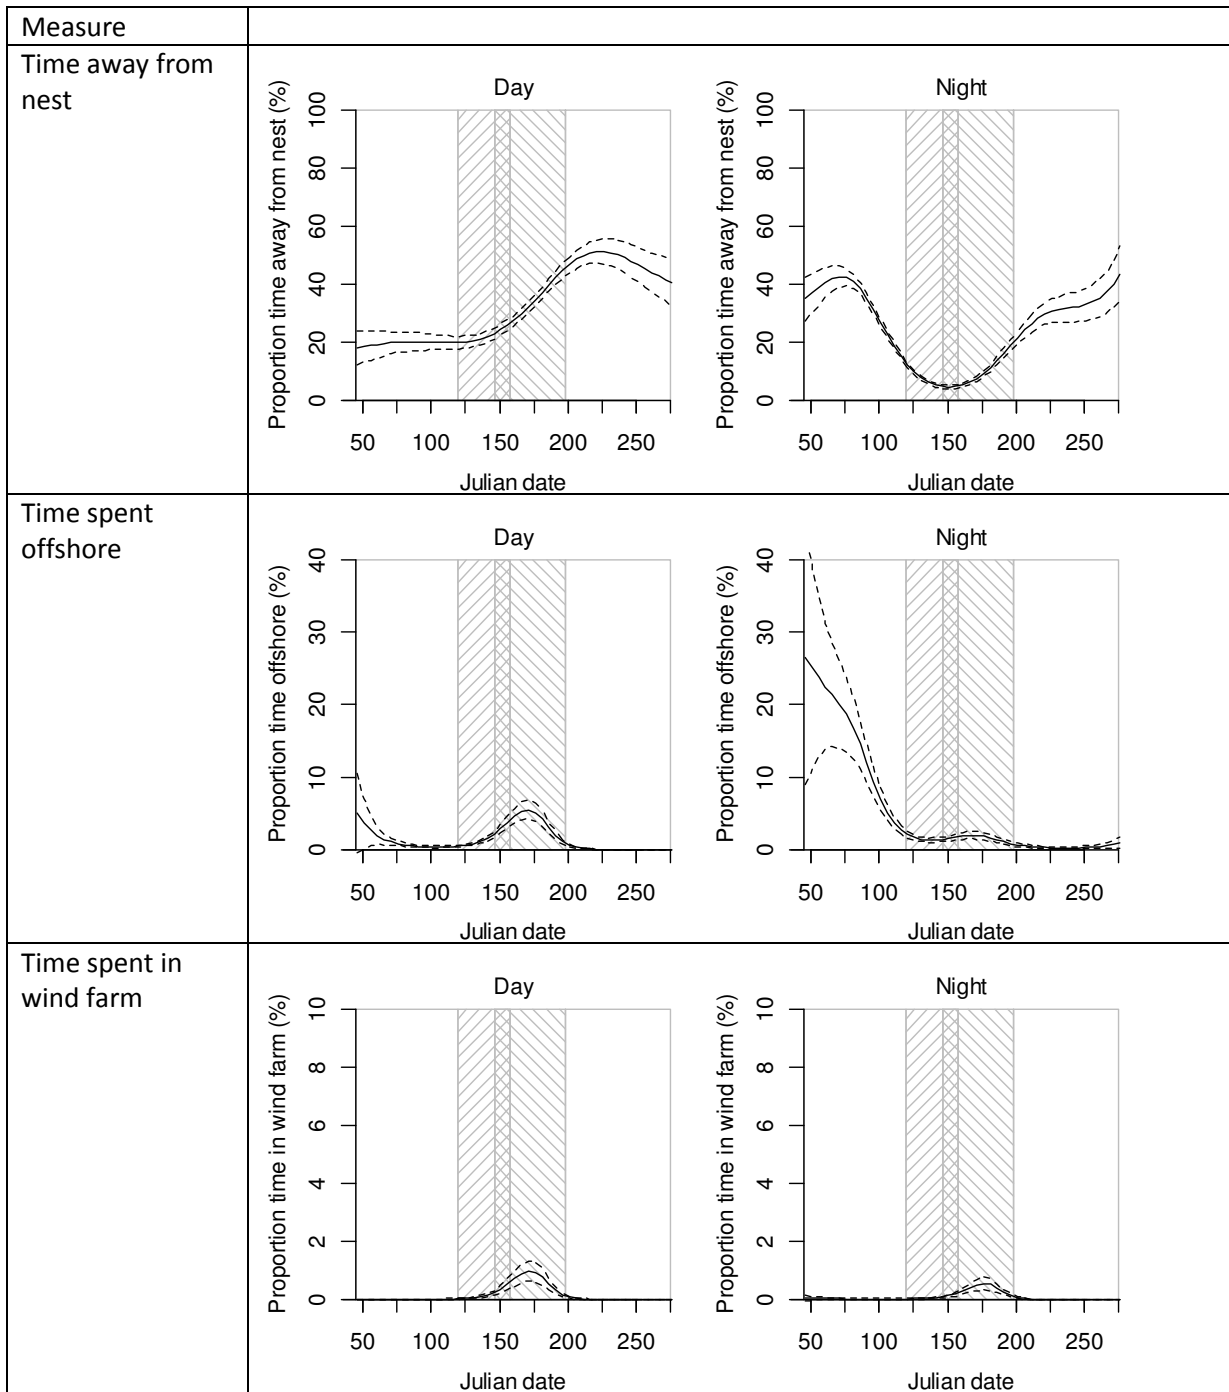 Measure
Time away from
nest
Day
Proportion time away from nest (%)
0 20 40 60 80 100
50 100 150 200 250
Julian date
Night
Proportion time away from nest (%)
0 20 40 60 80 100
50 100 150 200 250
Julian date
Time spent
offshore
Day
Proportion time offshore (%)
0 10 20 30 40
50 100 150 200 250
Julian date
Night
Proportion time offshore (%)
0 10 20 30 40
50 100 150 200 250
Julian date
Time spent in
wind farm
Day
Proportion time in wind farm (%)
0 2 4 6 8 10
50 100 150 200 250
Julian date
Night
Proportion time in wind farm (%)
0 2 4 6 8 10
50 100 150 200 250
Julian date